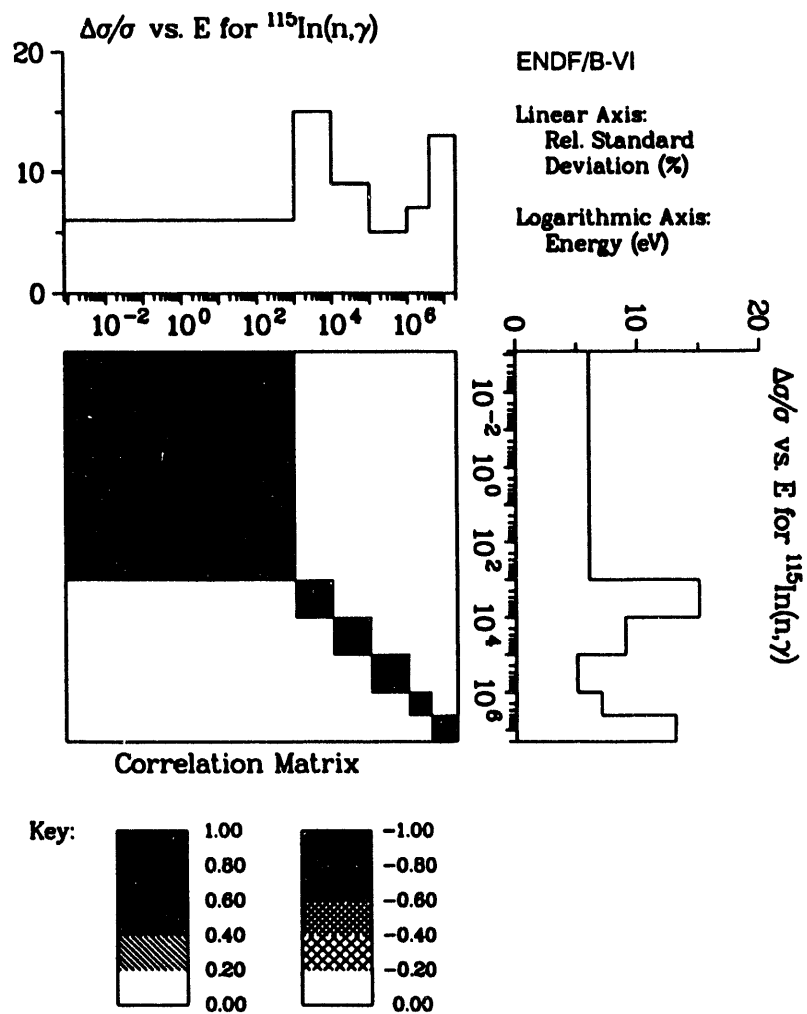 Δσ/σ vs. E for ¹¹⁵In(n,γ)
20
10
0
10⁻² 10⁰ 10² 10⁴ 10⁶
ENDF/B-VI
Linear Axis:
Rel. Standard
Deviation (%)
Logarithmic Axis:
Energy (eV)
0 10 20
10⁻² 10⁰ 10² 10⁴ 10⁶
Δσ/σ vs. E for ¹¹⁵In(n,γ)
Correlation Matrix
Key:
1.00 -1.00
0.80 -0.80
0.60 -0.60
0.40 -0.40
0.20 -0.20
0.00 0.00